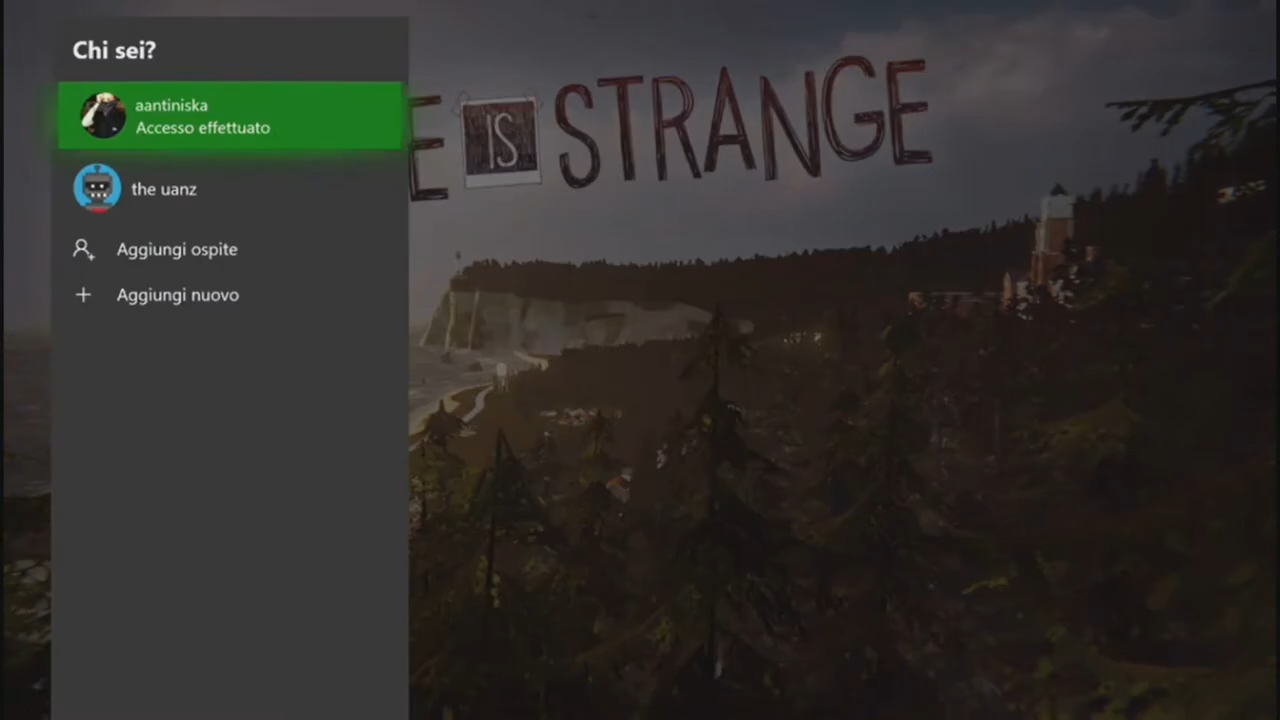 Chi sei?
aantiniska
Accesso effettuato
the uanz
Aggiungi ospite
Aggiungi nuovo
E IS STRANGE